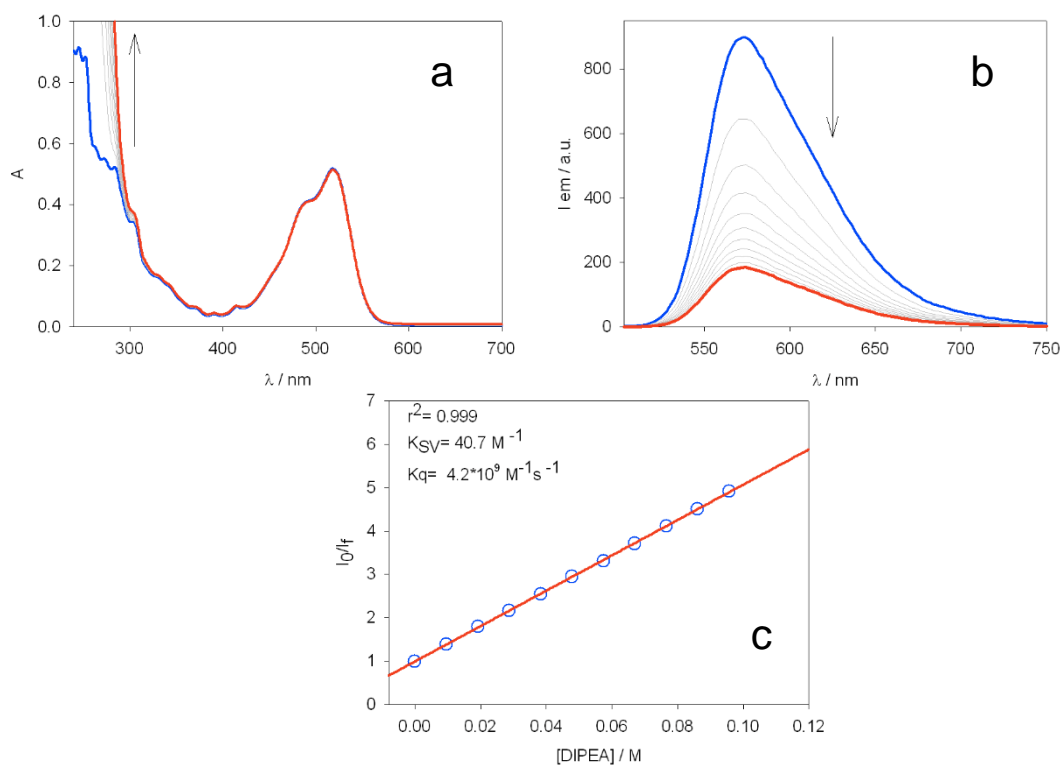 1.0
0.8
0.6
0.4
0.2
0.0
A
a
300 400 500 600 700
λ / nm
800
600
400
200
0
I em / a.u.
b
550 600 650 700 750
λ / nm
7
6
5
4
3
2
1
0
I₀/I_f
r²= 0.999
K_SV= 40.7 M ⁻¹
Kq= 4.2*10⁹ M⁻¹s⁻¹
c
0.00 0.02 0.04 0.06 0.08 0.10 0.12
[DIPEA] / M